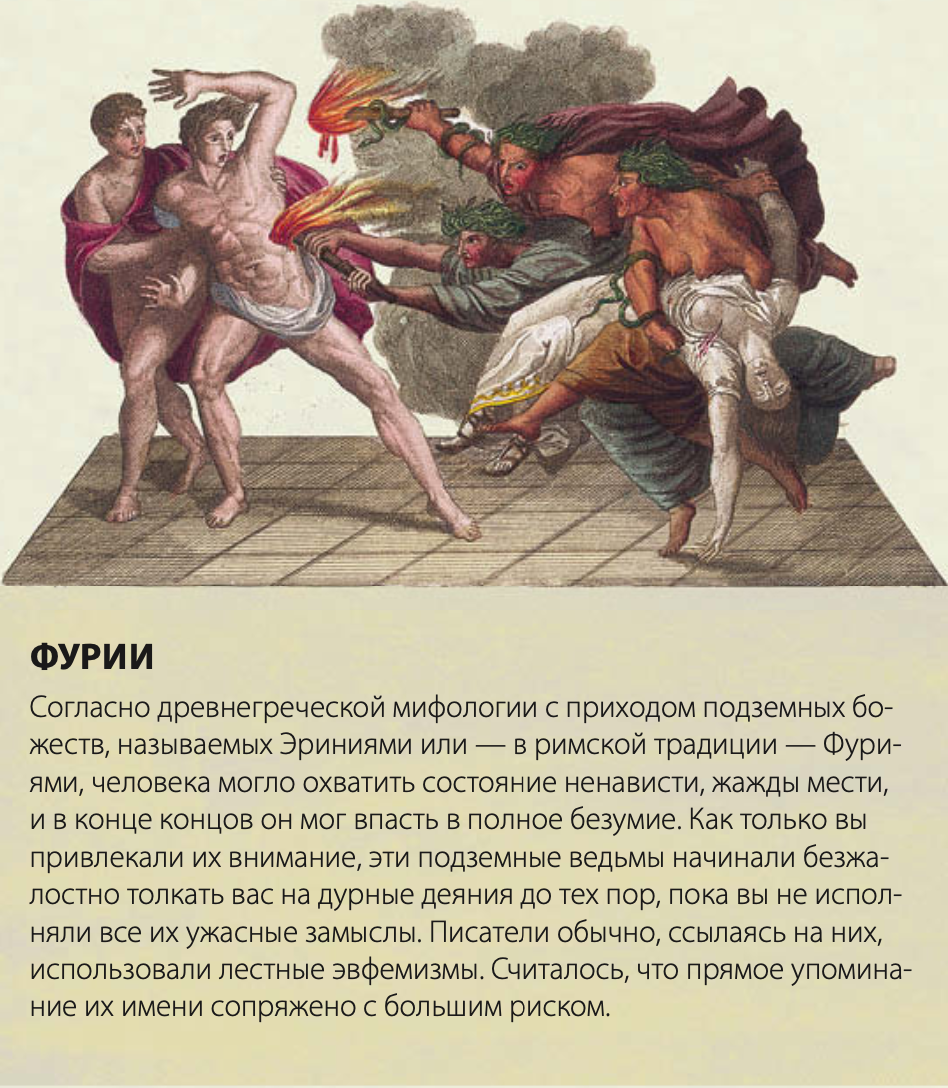 ФУРИИ
Согласно древнегреческой мифологии с приходом подземных бо-
жеств, называемых Эриниями или — в римской традиции — Фури-
ями, человека могло охватить состояние ненависти, жажды мести,
и в конце концов он мог впасть в полное безумие. Как только вы
привлекали их внимание, эти подземные ведьмы начинали безжа-
лостно толкать вас на дурные деяния до тех пор, пока вы не испол-
няли все их ужасные замыслы. Писатели обычно, ссылаясь на них,
использовали лестные эвфемизмы. Считалось, что прямое упомина-
ние их имени сопряжено с большим риском.